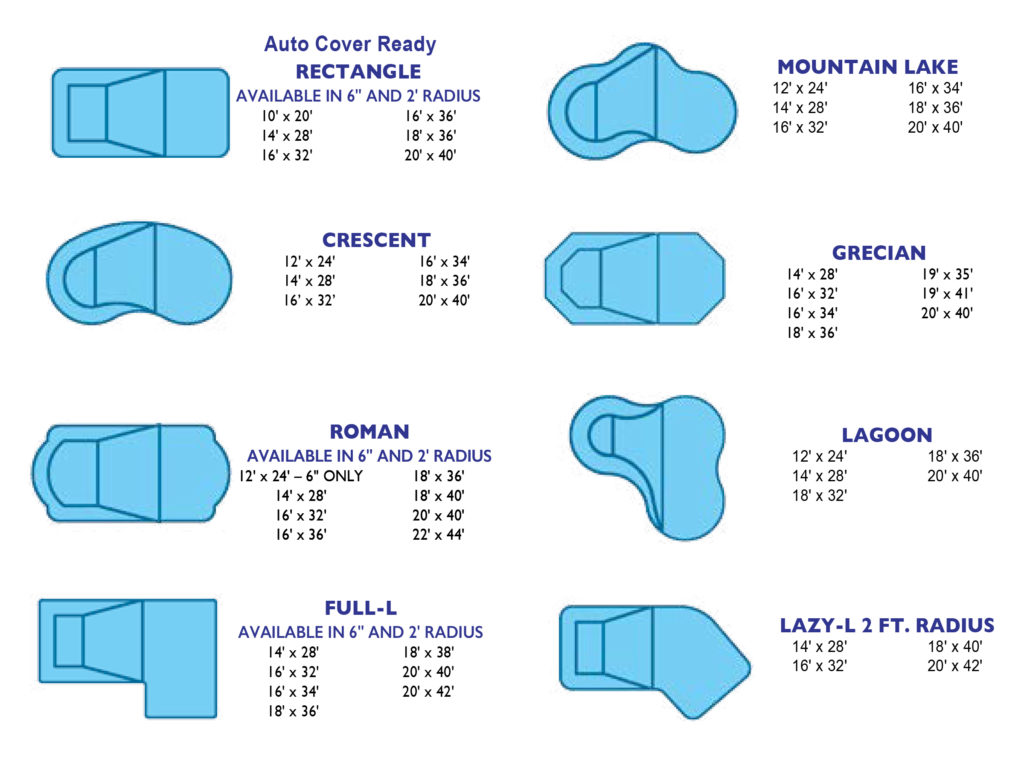 Auto Cover Ready
RECTANGLE
AVAILABLE IN 6" AND 2' RADIUS
10' x 20' 16' x 36'
14' x 28' 18' x 36'
16' x 32' 20' x 40'
MOUNTAIN LAKE
12' x 24' 16' x 34'
14' x 28' 18' x 36'
16' x 32' 20' x 40'
CRESCENT
12' x 24' 16' x 34'
14' x 28' 18' x 36'
16' x 32' 20' x 40'
GRECIAN
14' x 28' 19' x 35'
16' x 32' 19' x 41'
16' x 34' 20' x 40'
18' x 36'
ROMAN
AVAILABLE IN 6" AND 2' RADIUS
12' x 24' – 6" ONLY 18' x 36'
14' x 28' 18' x 40'
16' x 32' 20' x 40'
16' x 36' 22' x 44'
LAGOON
12' x 24' 18' x 36'
14' x 28' 20' x 40'
18' x 32'
FULL-L
AVAILABLE IN 6" AND 2' RADIUS
14' x 28' 18' x 38'
16' x 32' 20' x 40'
16' x 34' 20' x 42'
18' x 36'
LAZY-L 2 FT. RADIUS
14' x 28' 18' x 40'
16' x 32' 20' x 42'